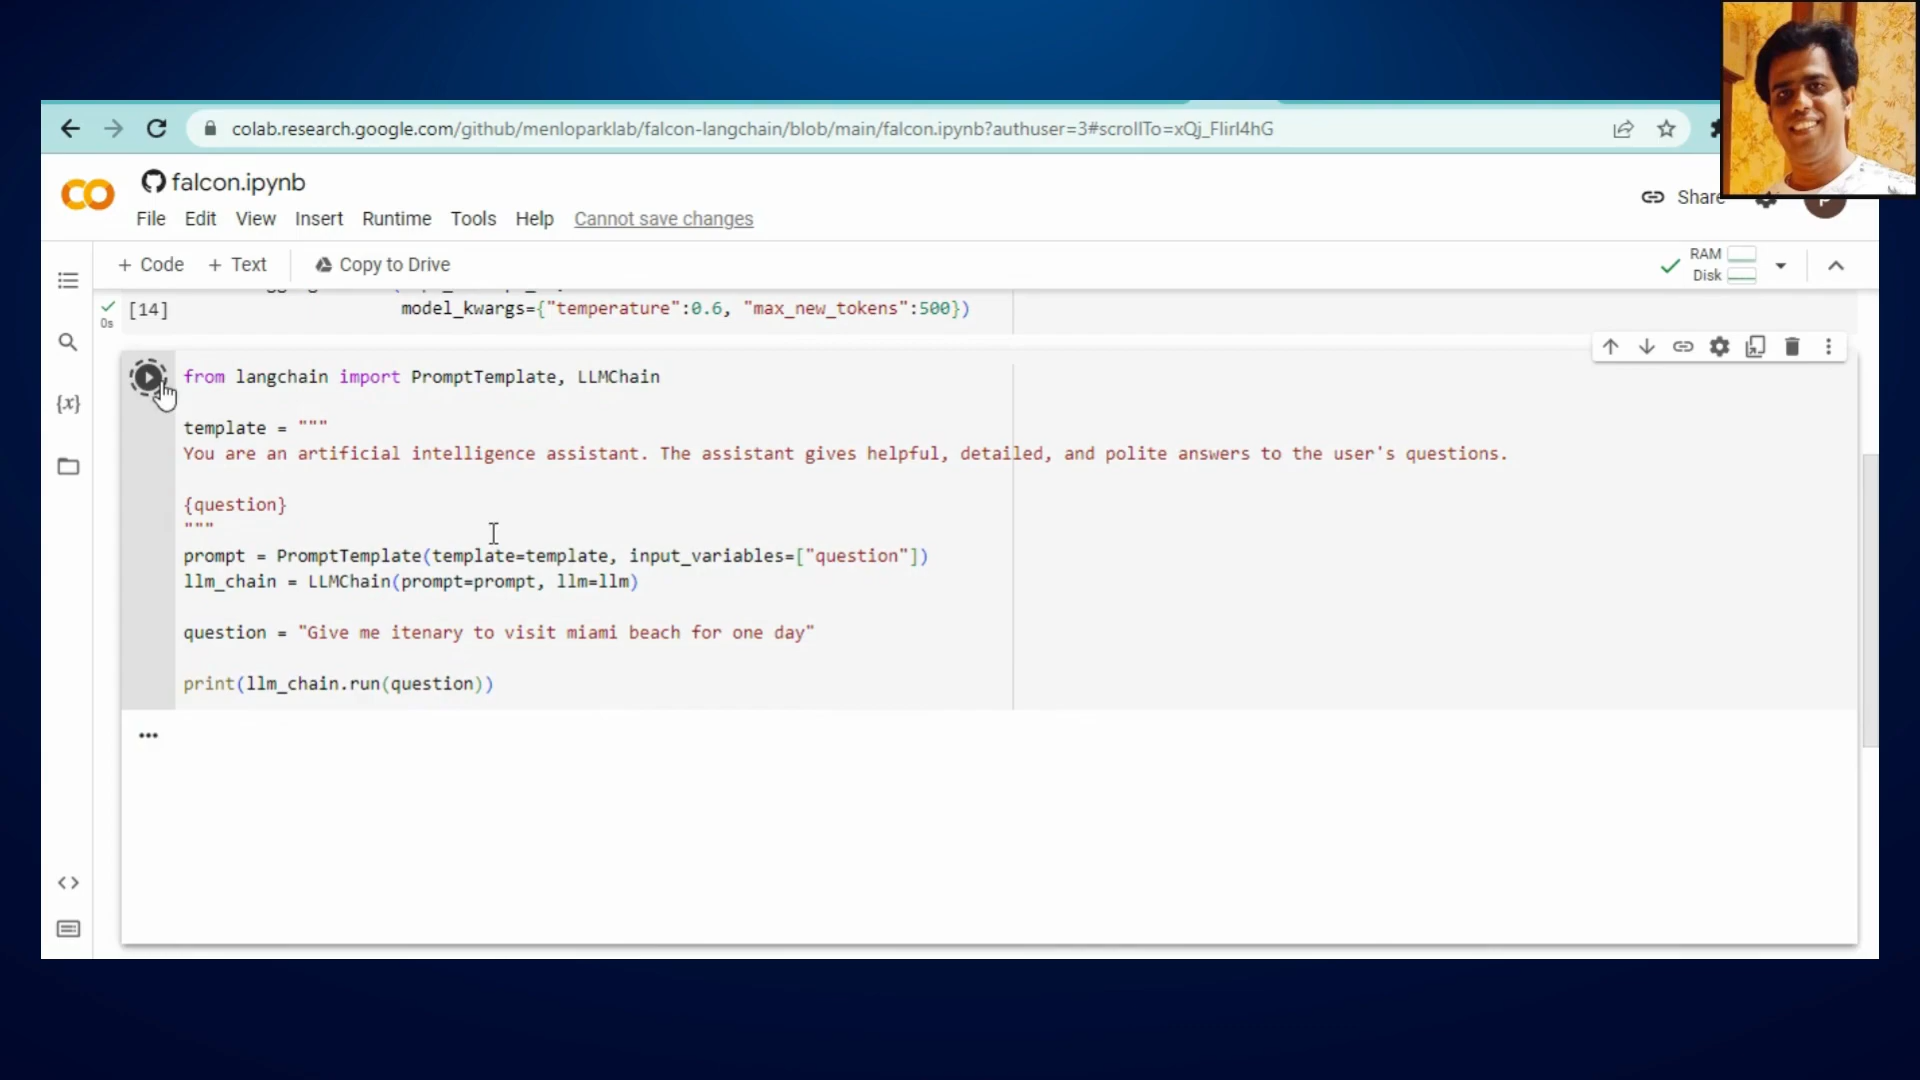 colab.research.google.com/github/menloparklab/falcon-langchain/blob/main/falcon.ipynb?authuser=3#scrollTo=xQj_FIirI4hG
falcon.ipynb
File Edit View Insert Runtime Tools Help Cannot save changes
Share
+ Code + Text Copy to Drive
RAM
Disk
[14]
0s
model_kwargs={"temperature":0.6, "max_new_tokens":500})
from langchain import PromptTemplate, LLMChain
template = """
You are an artificial intelligence assistant. The assistant gives helpful, detailed, and polite answers to the user's questions.
{question}
"""
prompt = PromptTemplate(template=template, input_variables=["question"])
llm_chain = LLMChain(prompt=prompt, llm=llm)
question = "Give me itenary to visit miami beach for one day"
print(llm_chain.run(question))
{x}